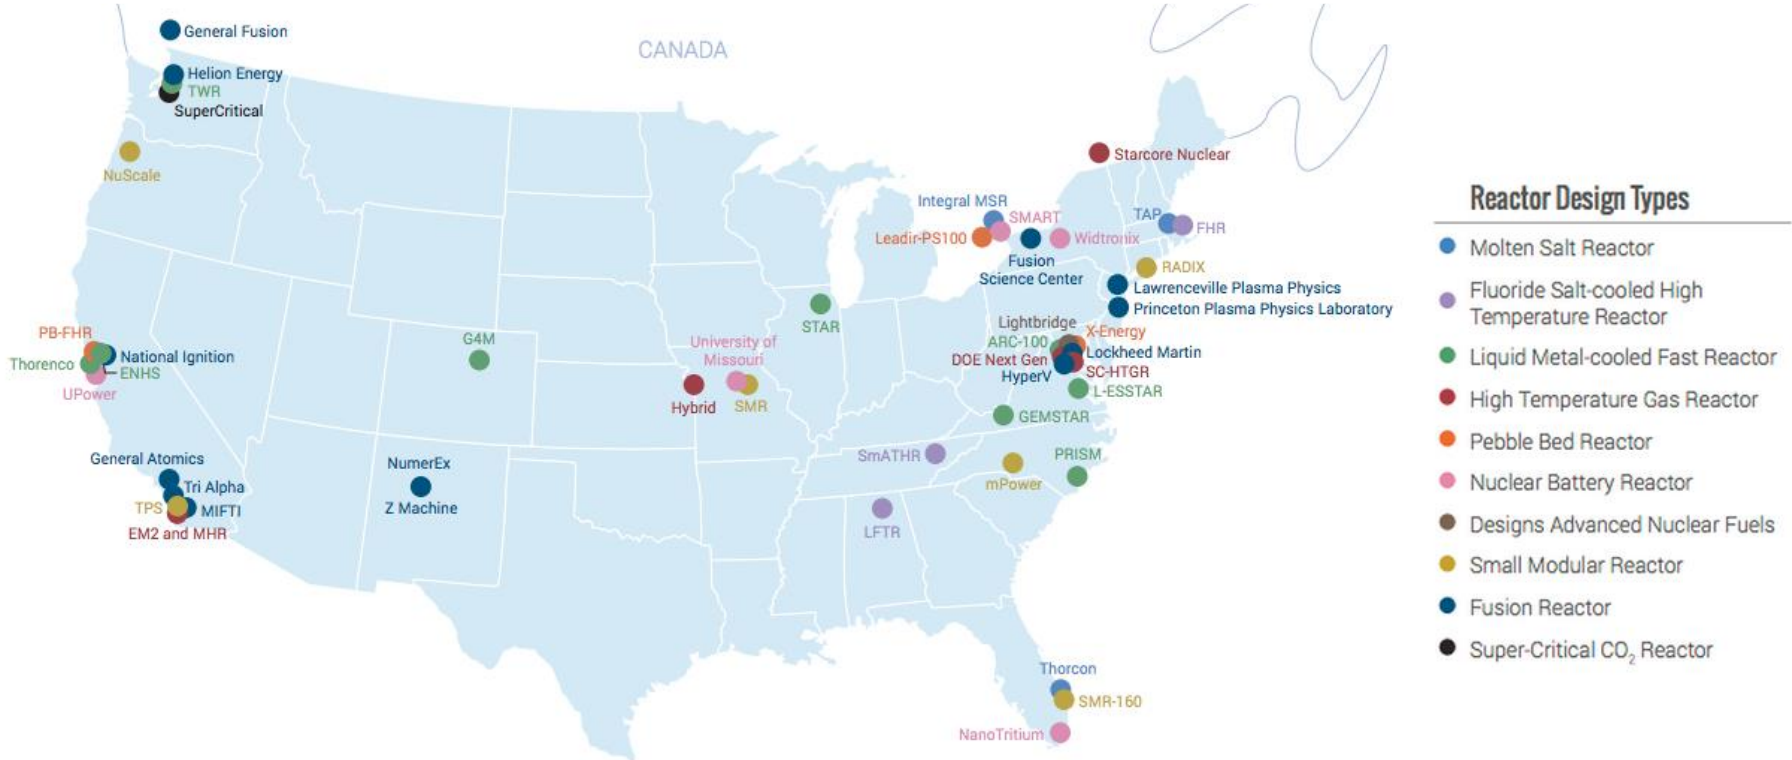 General Fusion
CANADA
Helion Energy
TWR
SuperCritical
NuScale
Starcore Nuclear
Integral MSR
SMART
Leadir-PS100
Widtronix
TAP
FHR
Fusion
Science Center
RADIX
Lawrenceville Plasma Physics
Princeton Plasma Physics Laboratory
STAR
Lightbridge
X-Energy
ARC-100
Lockheed Martin
DOE Next Gen
SC-HTGR
HyperV
L-ESSTAR
PB-FHR
National Ignition
Thorenco
ENHS
UPower
G4M
University of
Missouri
Hybrid
SMR
GEMSTAR
SmATHR
PRISM
mPower
General Atomics
Tri Alpha
TPS
MIFTI
EM2 and MHR
NumerEx
Z Machine
LFTR
Thorcon
SMR-160
NanoTritium
Reactor Design Types
Molten Salt Reactor
Fluoride Salt-cooled High
Temperature Reactor
Liquid Metal-cooled Fast Reactor
High Temperature Gas Reactor
Pebble Bed Reactor
Nuclear Battery Reactor
Designs Advanced Nuclear Fuels
Small Modular Reactor
Fusion Reactor
Super-Critical CO₂ Reactor